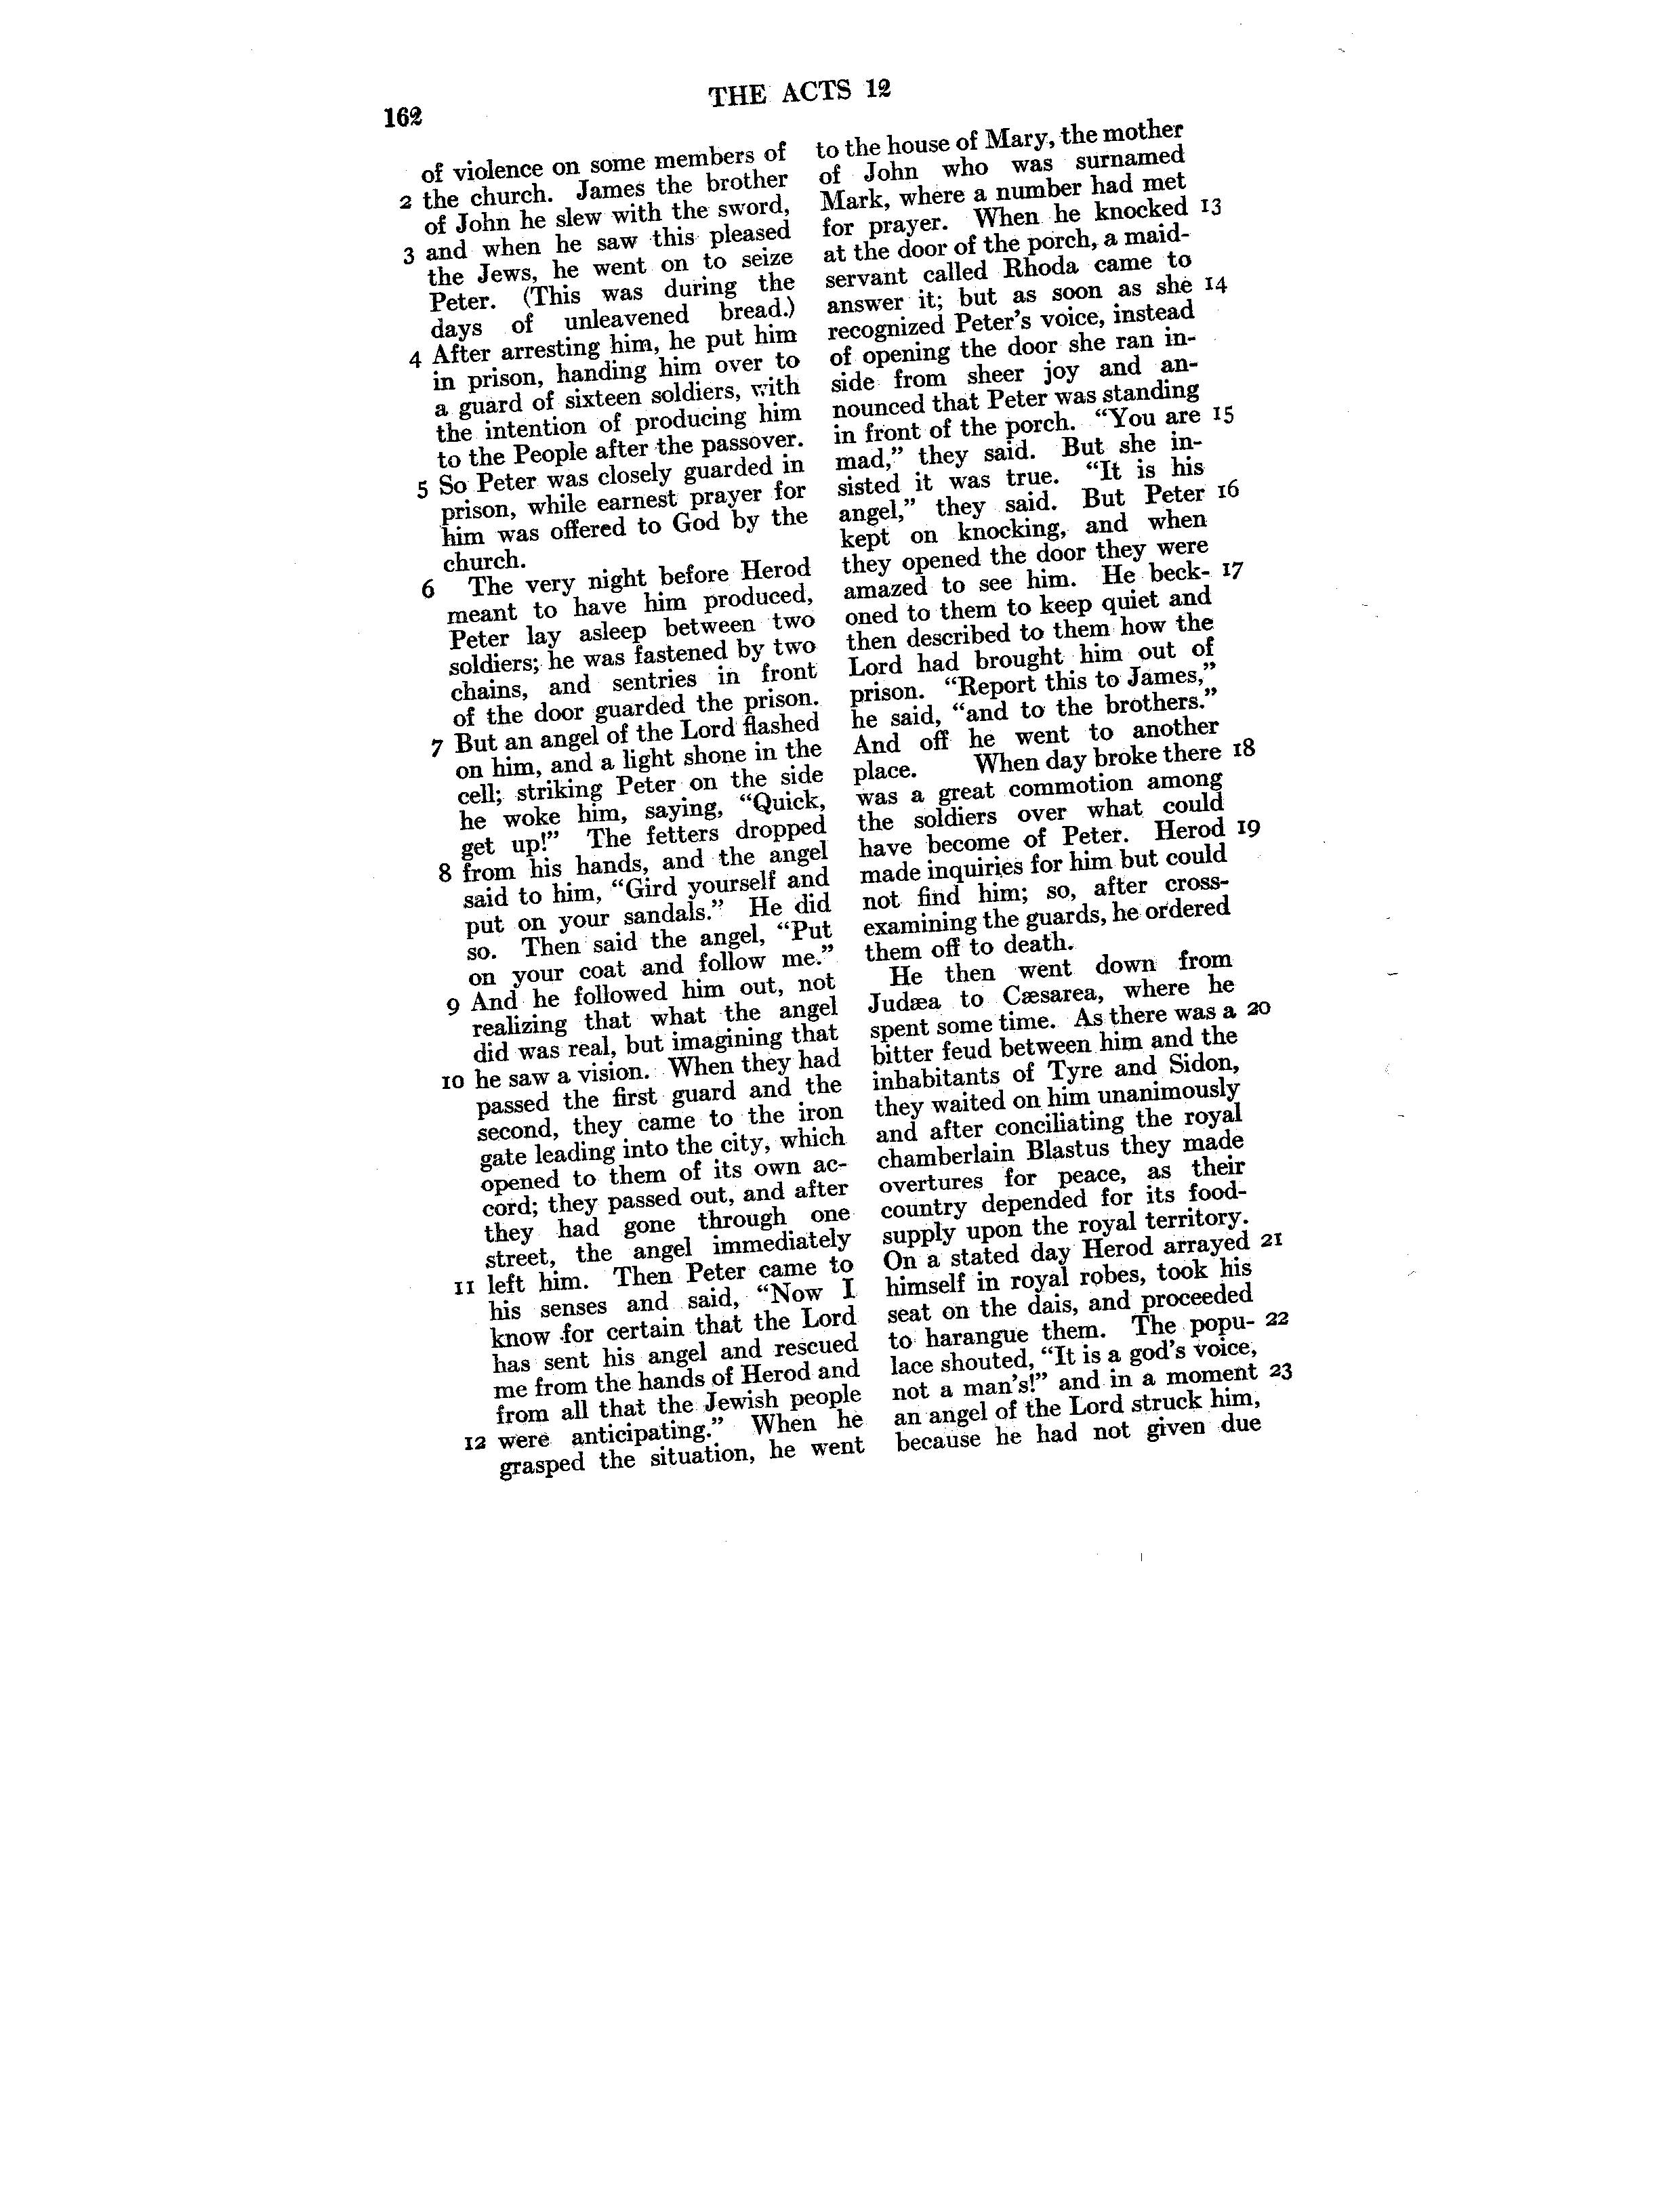 162
THE ACTS 12
of violence on some members of
2 the church. James the brother
of John he slew with the sword,
3 and when he saw this pleased
the Jews, he went on to seize
Peter. (This was during the
days of unleavened bread.)
4 After arresting him, he put him
in prison, handing him over to
a guard of sixteen soldiers, with
the intention of producing him
to the People after the passover.
5 So Peter was closely guarded in
prison, while earnest prayer for
him was offered to God by the
church.
6 The very night before Herod
meant to have him produced,
Peter lay asleep between two
soldiers; he was fastened by two
chains, and sentries in front
of the door guarded the prison.
7 But an angel of the Lord flashed
on him, and a light shone in the
cell; striking Peter on the side
he woke him, saying, “Quick,
get up!” The fetters dropped
8 from his hands, and the angel
said to him, “Gird yourself and
put on your sandals.” He did
so. Then said the angel, “Put
on your coat and follow me.”
9 And he followed him out, not
realizing that what the angel
did was real, but imagining that
10 he saw a vision. When they had
passed the first guard and the
second, they came to the iron
gate leading into the city, which
opened to them of its own ac-
cord; they passed out, and after
they had gone through one
street, the angel immediately
11 left him. Then Peter came to
his senses and said, “Now I
know for certain that the Lord
has sent his angel and rescued
me from the hands of Herod and
from all that the Jewish people
12 were anticipating.” When he
grasped the situation, he went
to the house of Mary, the mother
of John who was surnamed
Mark, where a number had met
for prayer. When he knocked 13
at the door of the porch, a maid-
servant called Rhoda came to
answer it; but as soon as she 14
recognized Peter’s voice, instead
of opening the door she ran in-
side from sheer joy and an-
nounced that Peter was standing
in front of the porch. “You are 15
mad,” they said. But she in-
sisted it was true. “It is his
angel,” they said. But Peter 16
kept on knocking, and when
they opened the door they were
amazed to see him. He beck- 17
oned to them to keep quiet and
then described to them how the
Lord had brought him out of
prison. “Report this to James,”
he said, “and to the brothers.”
And off he went to another
place. When day broke there 18
was a great commotion among
the soldiers over what could
have become of Peter. Herod 19
made inquiries for him but could
not find him; so, after cross-
examining the guards, he ordered
them off to death.
He then went down from
Judæa to Cæsarea, where he
spent some time. As there was a 20
bitter feud between him and the
inhabitants of Tyre and Sidon,
they waited on him unanimously
and after conciliating the royal
chamberlain Blastus they made
overtures for peace, as their
country depended for its food-
supply upon the royal territory.
On a stated day Herod arrayed 21
himself in royal robes, took his
seat on the dais, and proceeded
to harangue them. The popu- 22
lace shouted, “It is a god’s voice,
not a man’s!” and in a moment 23
an angel of the Lord struck him,
because he had not given due